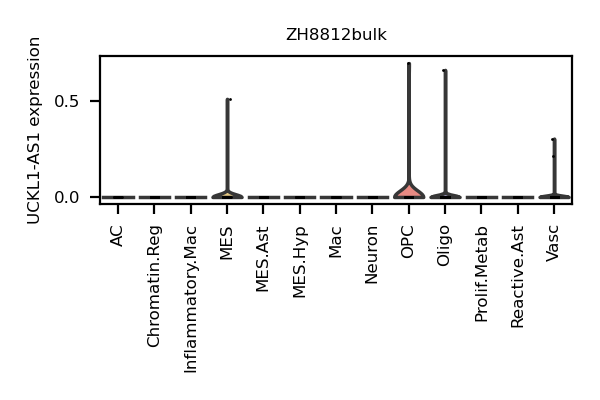 ZH8812bulk
UCKL1-AS1 expression
0.5
0.0
AC
Chromatin.Reg
Inflammatory.Mac
MES
MES.Ast
MES.Hyp
Mac
Neuron
OPC
Oligo
Prolif.Metab
Reactive.Ast
Vasc